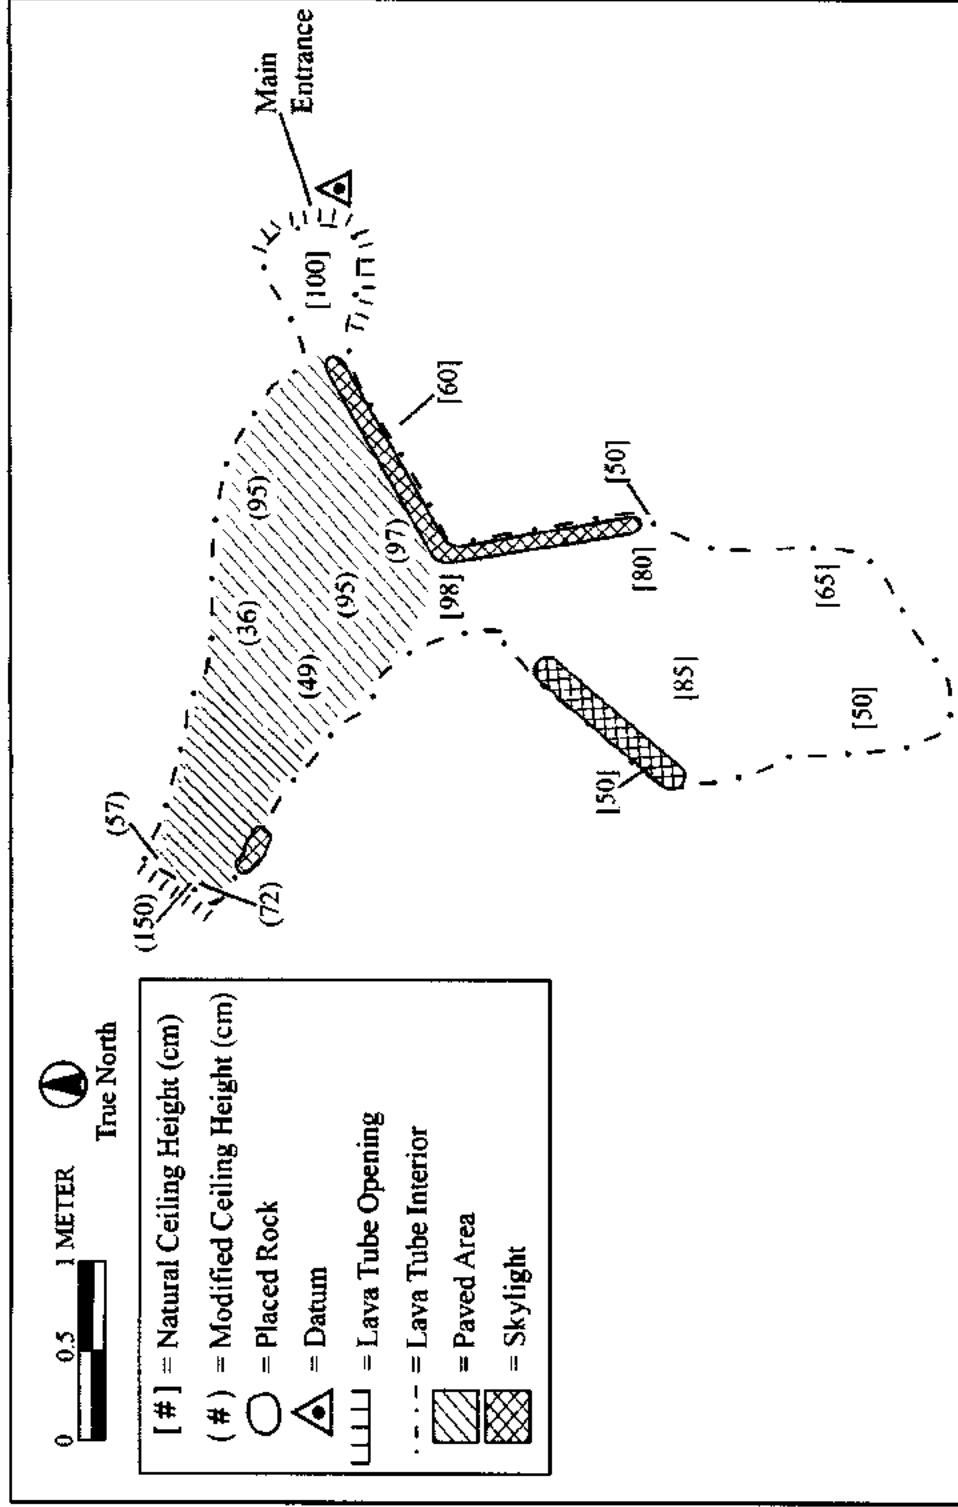 0 0.5 1 METER
True North
[#] = Natural Ceiling Height (cm)
(#) = Modified Ceiling Height (cm)
= Placed Rock
= Datum
= Lava Tube Opening
= Lava Tube Interior
= Paved Area
= Skylight
Main
Entrance
[100]
(57)
(150)
(72)
(36)
(95)
(49)
(95)
(97)
[60]
[98]
[50]
[80]
[50]
[85]
[65]
[50]